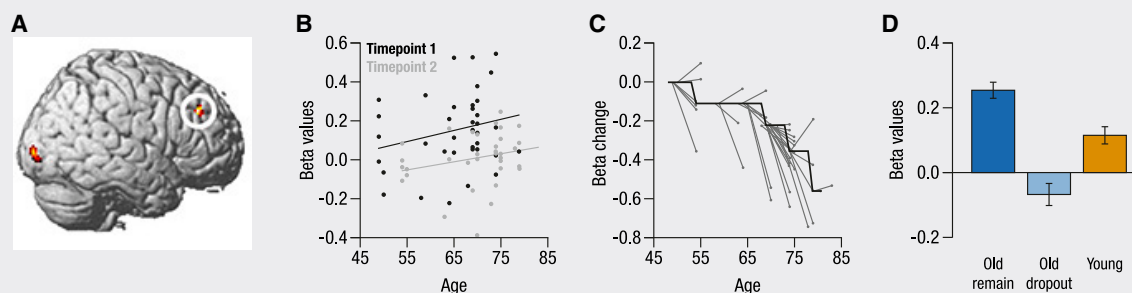 A
B
Beta values
0.6
0.4
0.2
0.0
-0.2
-0.4
Timepoint 1
Timepoint 2
45 55 65 75 85
Age
C
Beta change
0.2
0.0
-0.2
-0.4
-0.6
-0.8
45 55 65 75 85
Age
D
Beta values
0.4
0.2
0.0
0.2
Old remain
Old dropout
Young